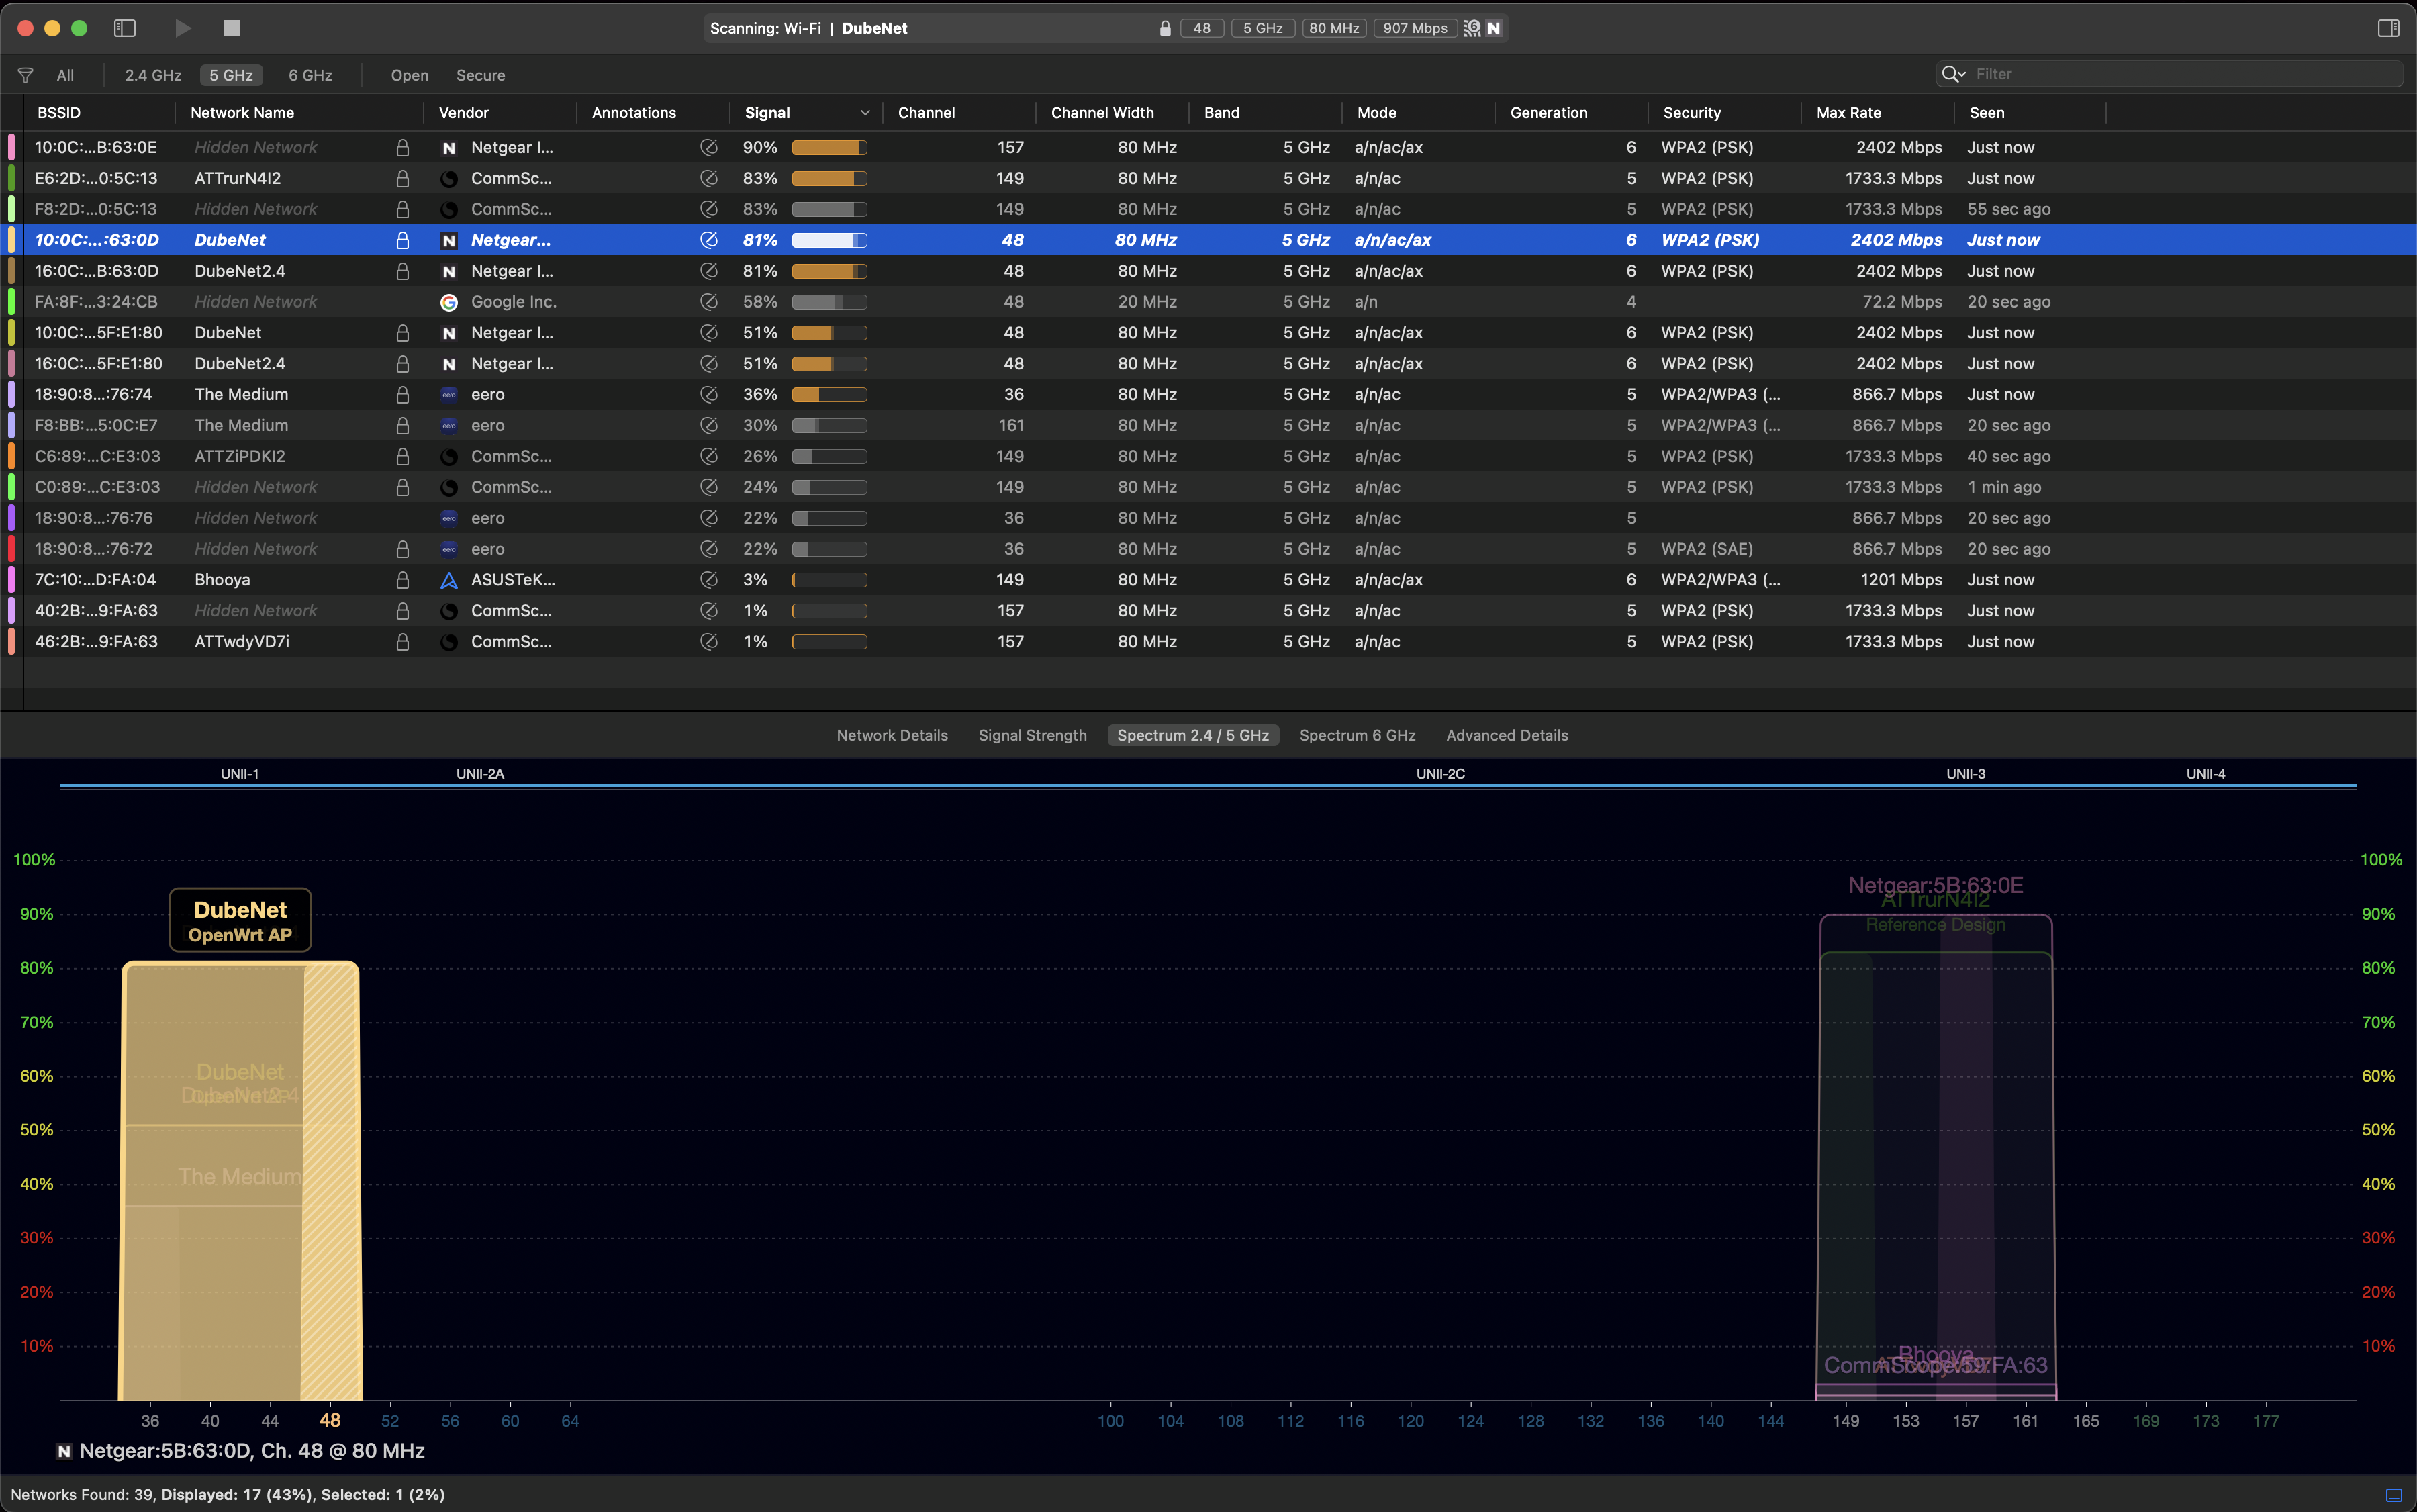 Scanning: Wi-Fi | DubeNet 48 5 GHz 80 MHz 907 Mbps 6 N
All 2.4 GHz 5 GHz 6 GHz Open Secure Filter
BSSID Network Name Vendor Annotations Signal Channel Channel Width Band Mode Generation Security Max Rate Seen
10:0C:...B:63:0E Hidden Network N Netgear I... 90% 157 80 MHz 5 GHz a/n/ac/ax 6 WPA2 (PSK) 2402 Mbps Just now
E6:2D:...0:5C:13 ATTrurN4I2 CommSc... 83% 149 80 MHz 5 GHz a/n/ac 5 WPA2 (PSK) 1733.3 Mbps Just now
F8:2D:...0:5C:13 Hidden Network CommSc... 83% 149 80 MHz 5 GHz a/n/ac 5 WPA2 (PSK) 1733.3 Mbps 55 sec ago
10:0C:...:63:0D DubeNet N Netgear... 81% 48 80 MHz 5 GHz a/n/ac/ax 6 WPA2 (PSK) 2402 Mbps Just now
16:0C:...B:63:0D DubeNet2.4 N Netgear I... 81% 48 80 MHz 5 GHz a/n/ac/ax 6 WPA2 (PSK) 2402 Mbps Just now
FA:8F:...3:24:CB Hidden Network G Google Inc. 58% 48 20 MHz 5 GHz a/n 4 72.2 Mbps 20 sec ago
10:0C:...5F:E1:80 DubeNet N Netgear I... 51% 48 80 MHz 5 GHz a/n/ac/ax 6 WPA2 (PSK) 2402 Mbps Just now
16:0C:...5F:E1:80 DubeNet2.4 N Netgear I... 51% 48 80 MHz 5 GHz a/n/ac/ax 6 WPA2 (PSK) 2402 Mbps Just now
18:90:8...:76:74 The Medium eero eero 36% 36 80 MHz 5 GHz a/n/ac 5 WPA2/WPA3 (... 866.7 Mbps Just now
F8:BB:...5:0C:E7 The Medium eero eero 30% 161 80 MHz 5 GHz a/n/ac 5 WPA2/WPA3 (... 866.7 Mbps 20 sec ago
C6:89:...C:E3:03 ATTZiPDKI2 CommSc... 26% 149 80 MHz 5 GHz a/n/ac 5 WPA2 (PSK) 1733.3 Mbps 40 sec ago
C0:89:...C:E3:03 Hidden Network CommSc... 24% 149 80 MHz 5 GHz a/n/ac 5 WPA2 (PSK) 1733.3 Mbps 1 min ago
18:90:8...:76:76 Hidden Network eero eero 22% 36 80 MHz 5 GHz a/n/ac 5 866.7 Mbps 20 sec ago
18:90:8...:76:72 Hidden Network eero eero 22% 36 80 MHz 5 GHz a/n/ac 5 WPA2 (SAE) 866.7 Mbps 20 sec ago
7C:10:...D:FA:04 Bhooya ASUSTeK... 3% 149 80 MHz 5 GHz a/n/ac/ax 6 WPA2/WPA3 (... 1201 Mbps Just now
40:2B:...9:FA:63 Hidden Network CommSc... 1% 157 80 MHz 5 GHz a/n/ac 5 WPA2 (PSK) 1733.3 Mbps Just now
46:2B:...9:FA:63 ATTwdyVD7i CommSc... 1% 157 80 MHz 5 GHz a/n/ac 5 WPA2 (PSK) 1733.3 Mbps Just now
Network Details Signal Strength Spectrum 2.4 / 5 GHz Spectrum 6 GHz Advanced Details
UNII-1 UNII-2A UNII-2C UNII-3 UNII-4
100% 100%
Netgear:5B:63:0E
ATTrurN4I2
90% DubeNet 90%
Reference Design
OpenWrt AP
80% 80%
70% 70%
DubeNet
60% 60%
DubeNet2.4
50% 50%
The Medium
40% 40%
30% 30%
20% 20%
10% 10%
Bhooya
CommScope:59:FA:63
36 40 44 48 52 56 60 64 100 104 108 112 116 120 124 128 132 136 140 144 149 153 157 161 165 169 173 177
N Netgear:5B:63:0D, Ch. 48 @ 80 MHz
Networks Found: 39, Displayed: 17 (43%), Selected: 1 (2%)